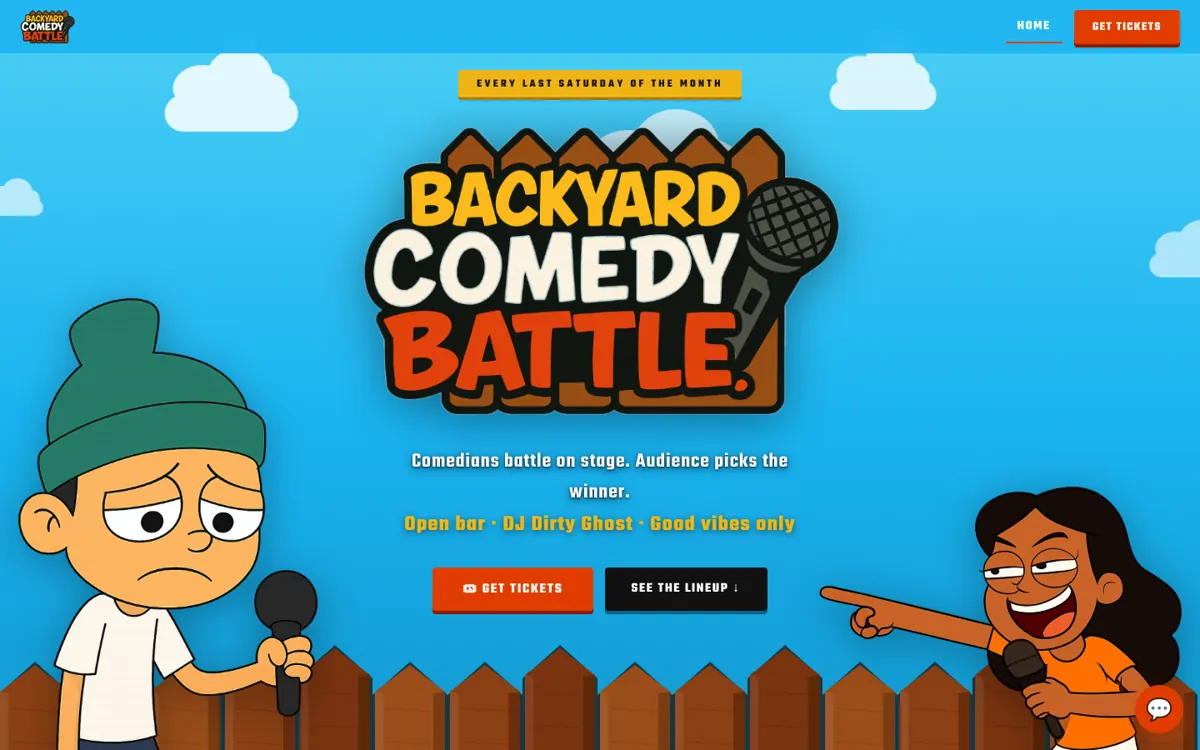 BACKYARD
COMEDY
BATTLE.
HOME
GET TICKETS
EVERY LAST SATURDAY OF THE MONTH
BACKYARD
COMEDY
BATTLE.
Comedians battle on stage. Audience picks the
winner.
Open bar · DJ Dirty Ghost · Good vibes only
🎟 GET TICKETS
SEE THE LINEUP ↓